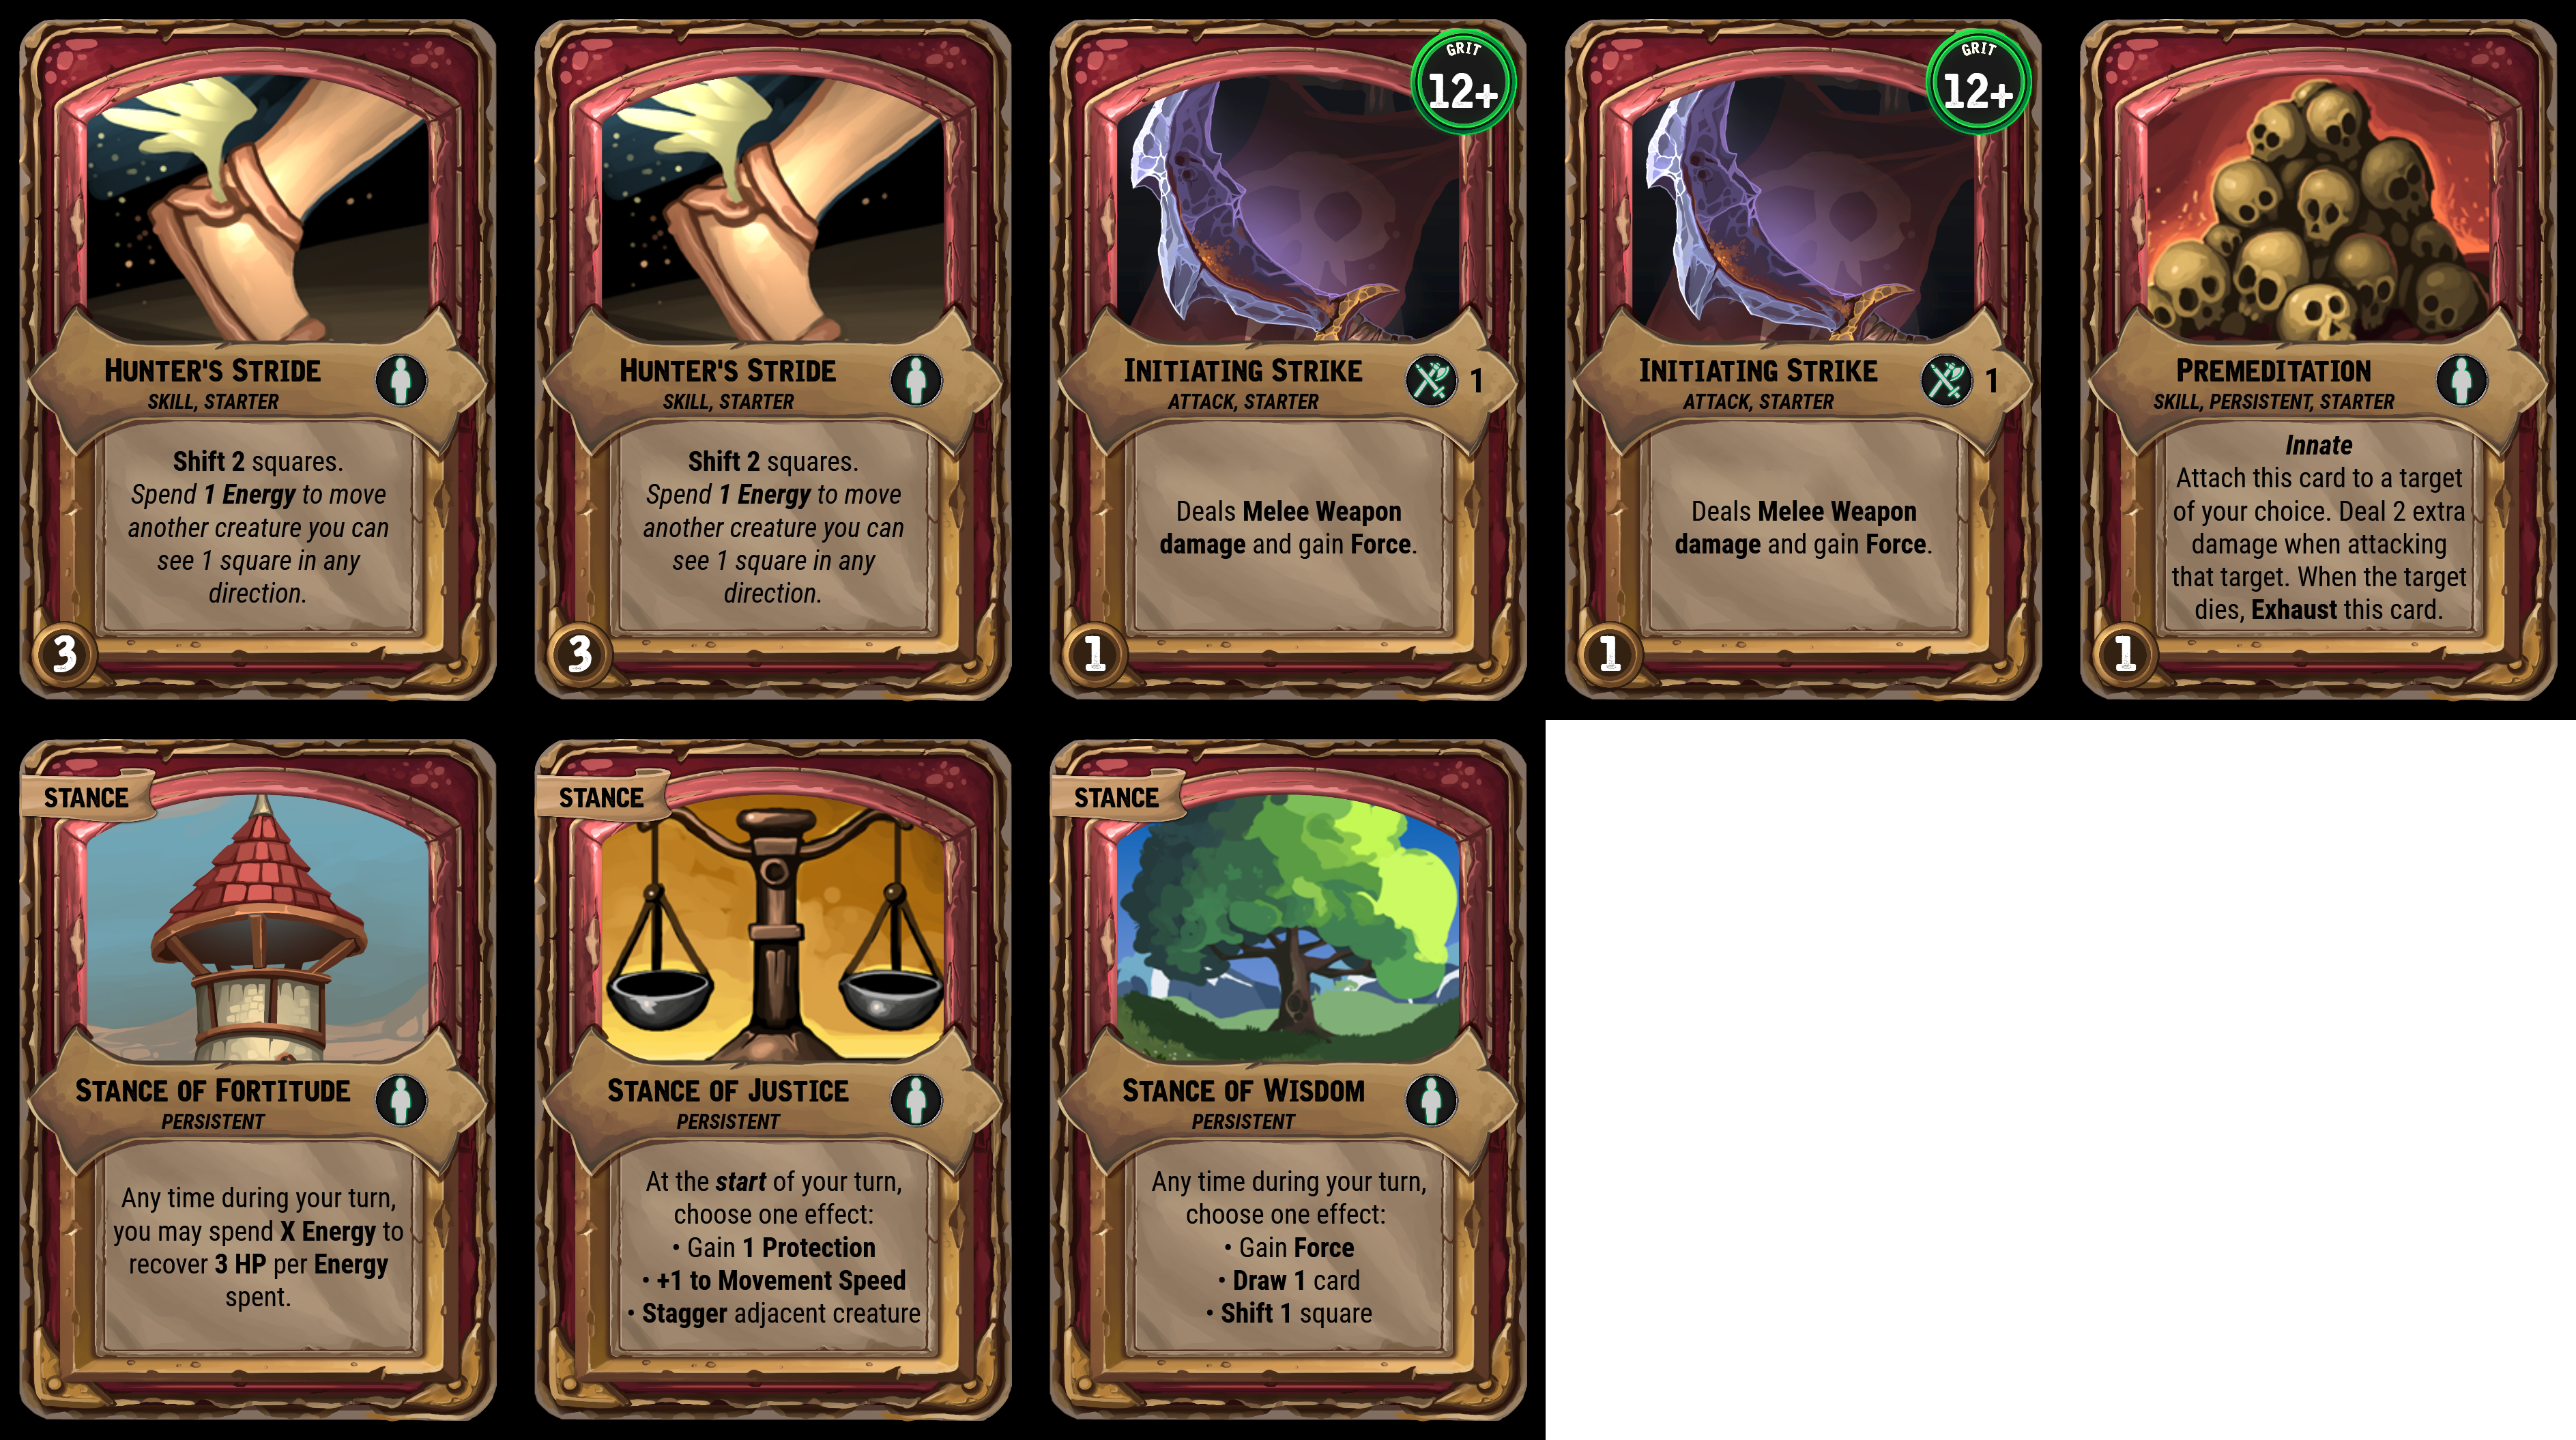 HUNTER'S STRIDE
SKILL, STARTER
Shift 2 squares.
Spend 1 Energy to move
another creature you can
see 1 square in any
direction.
3
HUNTER'S STRIDE
SKILL, STARTER
Shift 2 squares.
Spend 1 Energy to move
another creature you can
see 1 square in any
direction.
3
GRIT
12+
INITIATING STRIKE
1
ATTACK, STARTER
Deals Melee Weapon
damage and gain Force.
1
GRIT
12+
INITIATING STRIKE
1
ATTACK, STARTER
Deals Melee Weapon
damage and gain Force.
1
PREMEDITATION
SKILL, PERSISTENT, STARTER
Innate
Attach this card to a target
of your choice. Deal 2 extra
damage when attacking
that target. When the target
dies, Exhaust this card.
1
STANCE
STANCE OF FORTITUDE
PERSISTENT
Any time during your turn,
you may spend X Energy to
recover 3 HP per Energy
spent.
STANCE
STANCE OF JUSTICE
PERSISTENT
At the start of your turn,
choose one effect:
• Gain 1 Protection
• +1 to Movement Speed
• Stagger adjacent creature
STANCE
STANCE OF WISDOM
PERSISTENT
Any time during your turn,
choose one effect:
• Gain Force
• Draw 1 card
• Shift 1 square